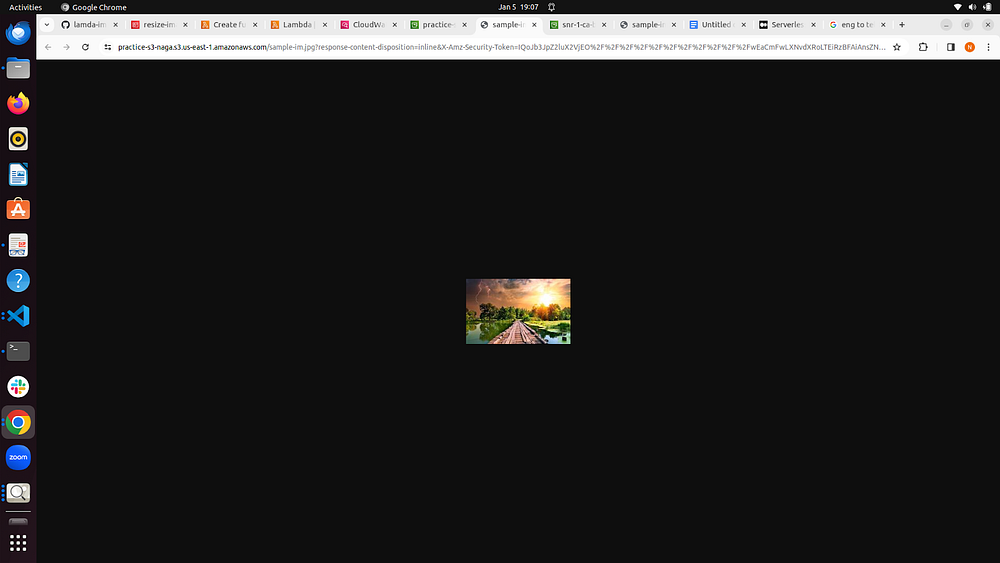 Activities Google Chrome Jan 5 19:07
lamda-im resize-im Create fu Lambda | CloudWa practice- sample-i snr-1-ca- sample-i Untitled Serverles eng to te
practice-s3-naga.s3.us-east-1.amazonaws.com/sample-im.jpg?response-content-disposition=inline&X-Amz-Security-Token=IQoJb3JpZ2luX2VjEO%2F%2F%2F%2F%2F%2F%2F%2F%2F%2FwEaCmFwLXNvdXRoLTEiRzBFAiAnsZN... N
zoom